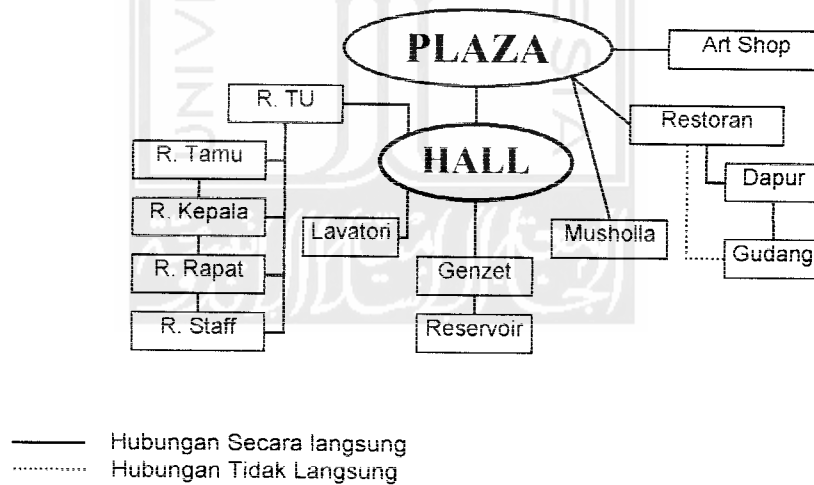 PLAZA
Art Shop
R. TU
Restoran
HALL
R. Tamu
Dapur
R. Kepala
Lavatori
Musholla
Gudang
R. Rapat
Genzet
R. Staff
Reservoir
Hubungan Secara langsung
Hubungan Tidak Langsung